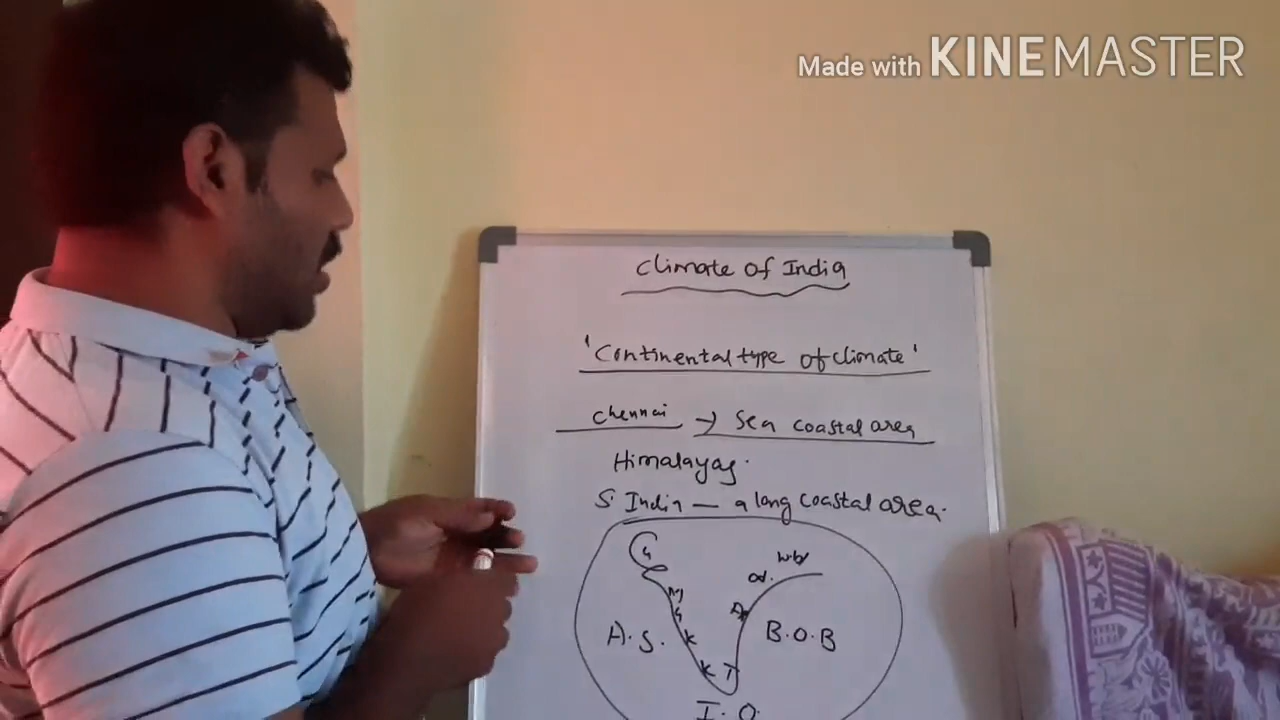 Made with KINEMASTER
Climate of India
'Continental type of climate'
Chennai → Sea coastal area
Himalayas.
S. India — a long coastal area.
G
w.b
od.
M
G
A.P
A.S.
K
B.O.B
K
T
I.O.